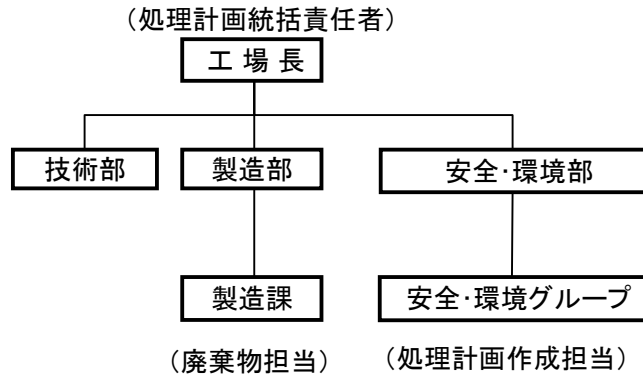 （処理計画統括責任者）
工 場 長
技術部 製造部 安全･環境部
製造課 安全･環境グループ
（廃棄物担当） （処理計画作成担当）